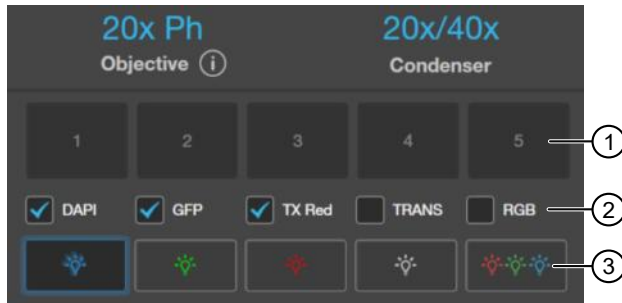 20x Ph 20x/40x
Objective i Condenser
1 2 3 4 5 1
DAPI GFP TX Red TRANS RGB 2
3